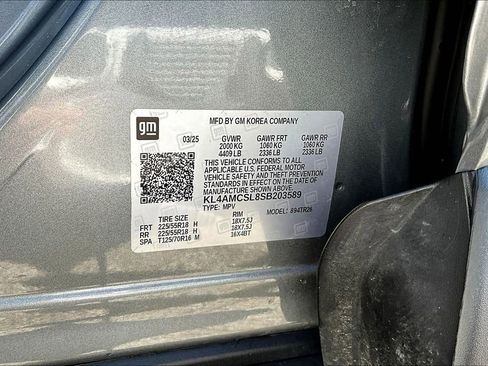 gm
MFD BY GM KOREA COMPANY
03/25 GVWR GAWR FRT GAWR RR
2000 KG 1060 KG 1060 KG
4409 LB 2336 LB 2336 LB
THIS VEHICLE CONFORMS TO ALL
APPLICABLE U.S. FEDERAL MOTOR
VEHICLE SAFETY STANDARDS
IN EFFECT ON THE DATE OF
MANUFACTURE SHOWN ABOVE.
KL4AMCSL8SB203589
TYPE: MPV MODEL: 894TR26
TIRE SIZE RIM
FRT 225/55R18 H 18X7.5J
RR 225/55R18 H 18X7.5J
SPA T125/70R16 M 16X4BT